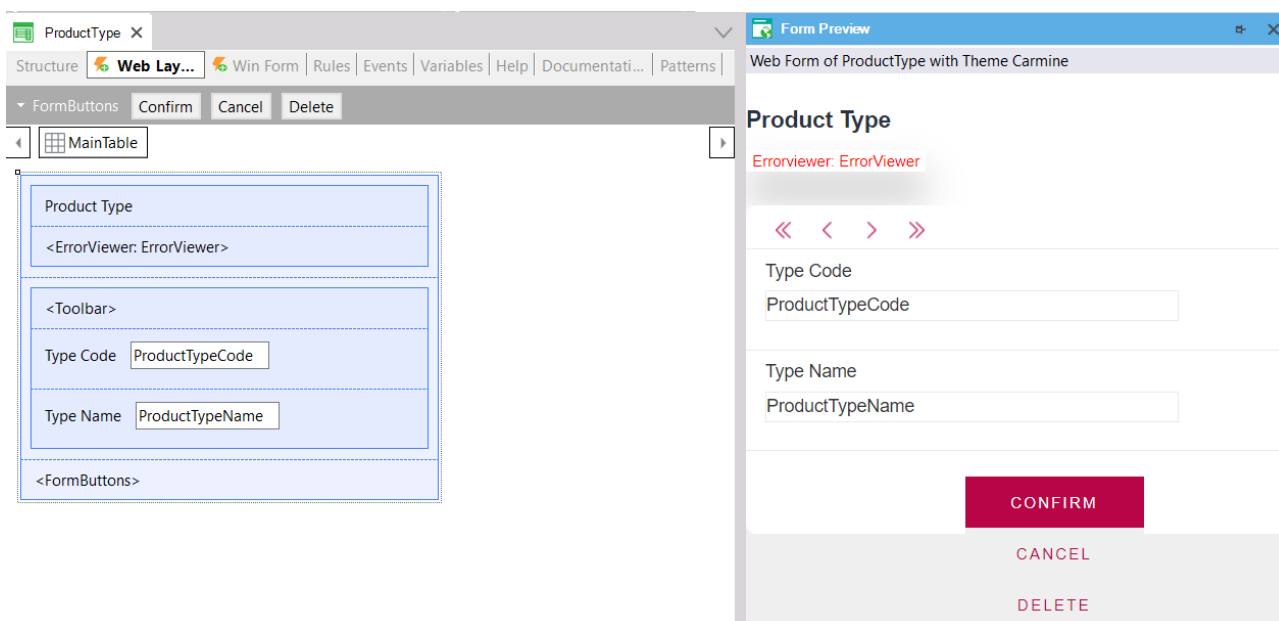 ProductType
Structure Web Lay... Win Form Rules Events Variables Help Documentati... Patterns
FormButtons Confirm Cancel Delete
MainTable
Product Type
<ErrorViewer: ErrorViewer>
<Toolbar>
Type Code ProductTypeCode
Type Name ProductTypeName
<FormButtons>
Form Preview
Web Form of ProductType with Theme Carmine
Product Type
Errorviewer: ErrorViewer
Type Code
ProductTypeCode
Type Name
ProductTypeName
CONFIRM
CANCEL
DELETE